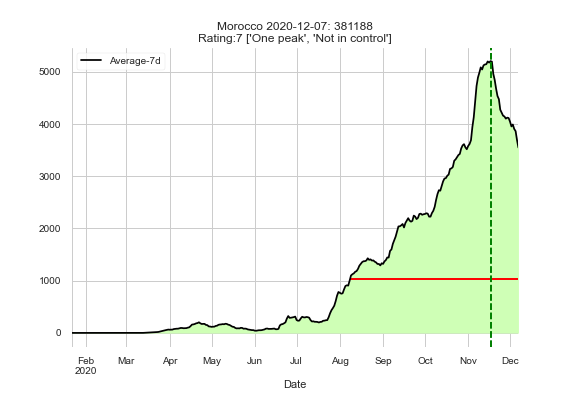 Morocco 2020-12-07: 381188
Rating:7 ['One peak', 'Not in control']
Average-7d
5000
4000
3000
2000
1000
0
Feb Mar Apr May Jun Jul Aug Sep Oct Nov Dec
2020
Date